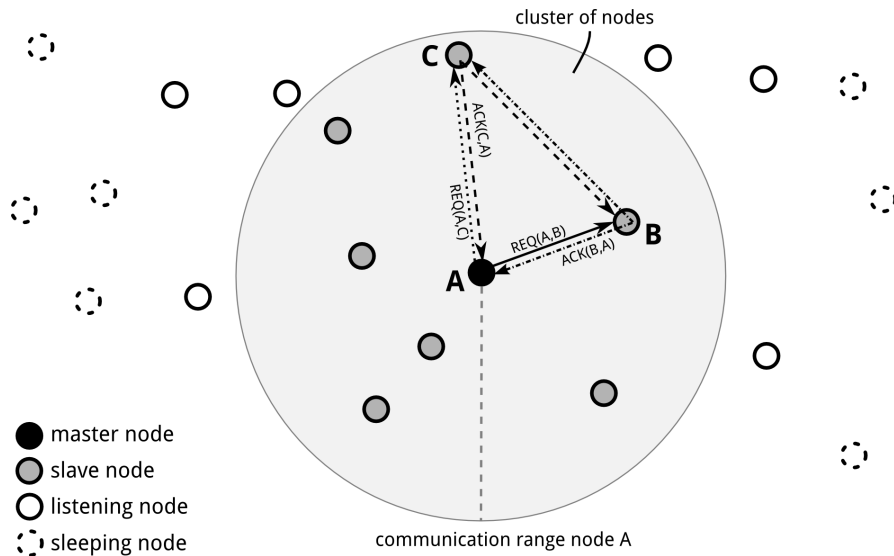 cluster of nodes
C
ACK(C,A)
REQ(A,C)
REQ(A,B)
B
ACK(B,A)
A
master node
slave node
listening node
sleeping node
communication range node A